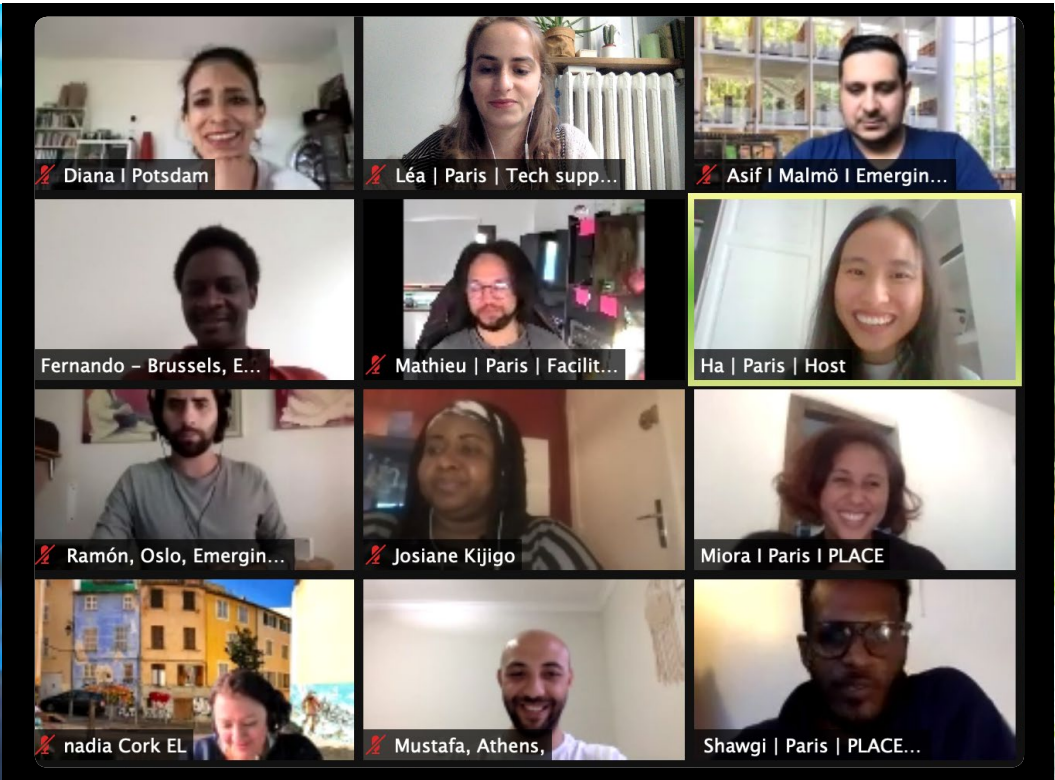 Diana I Potsdam
Léa | Paris | Tech supp...
Asif I Malmö I Emergin...
Fernando – Brussels, E...
Mathieu | Paris | Facilit...
Ha | Paris | Host
Ramón, Oslo, Emergin...
Josiane Kijigo
Miora I Paris I PLACE
nadia Cork EL
Mustafa, Athens,
Shawgi | Paris | PLACE...